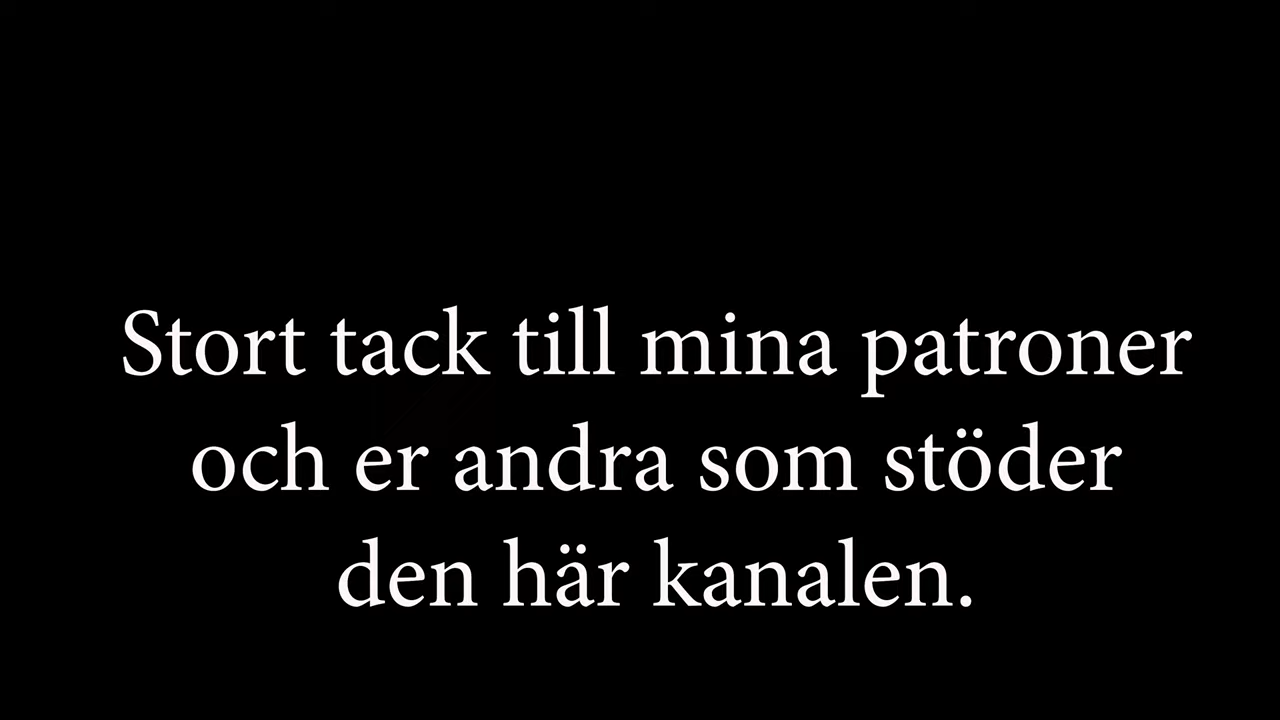 Stort tack till mina patroner
och er andra som stöder
den här kanalen.